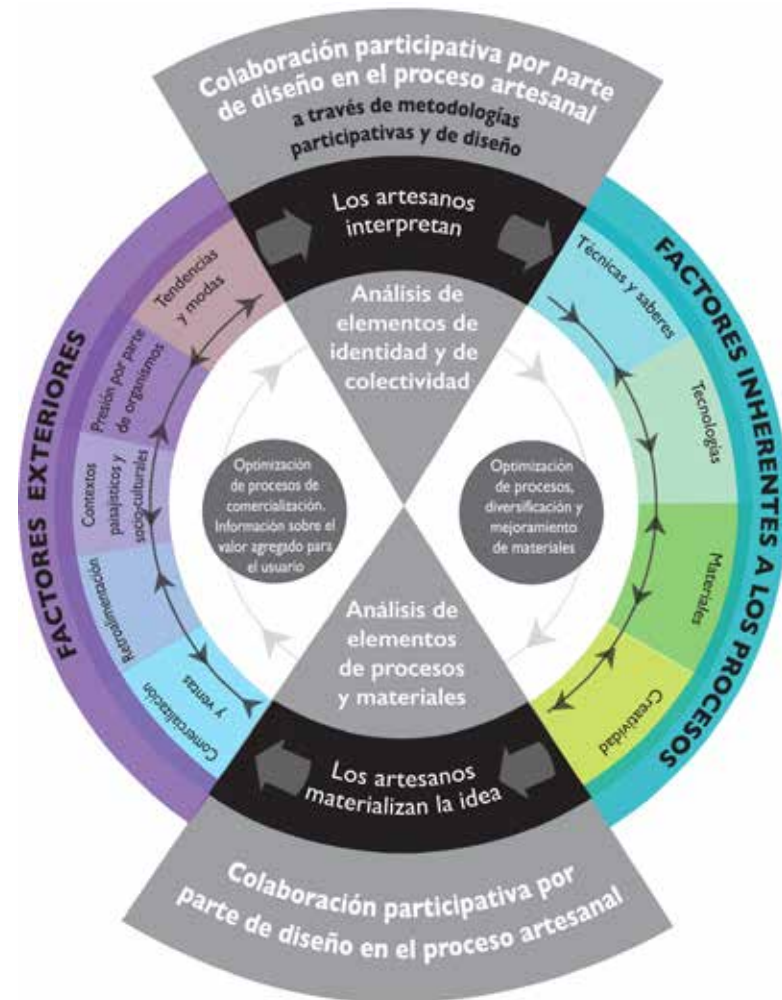 Colaboración participativa por parte
de diseño en el proceso artesanal
a través de metodologías
participativas y de diseño
Los artesanos
interpretan
Análisis de
elementos de
identidad y de
colectividad
FACTORES EXTERIORES
Tendencias
y modas
Presión por parte
de organismos
Contextos
paisajísticos y
socio-culturales
Retroalimentación
Comercialización
y ventas
Optimización
de procesos de
comercialización.
Información sobre el
valor agregado para
el usuario
Optimización
de procesos,
diversificación y
mejoramiento
de materiales
FACTORES INHERENTES A LOS PROCESOS
Técnicas y saberes
Tecnologías
Materiales
Creatividad
Análisis de
elementos
de procesos
y materiales
Los artesanos
materializan la idea
Colaboración participativa por
parte de diseño en el proceso artesanal